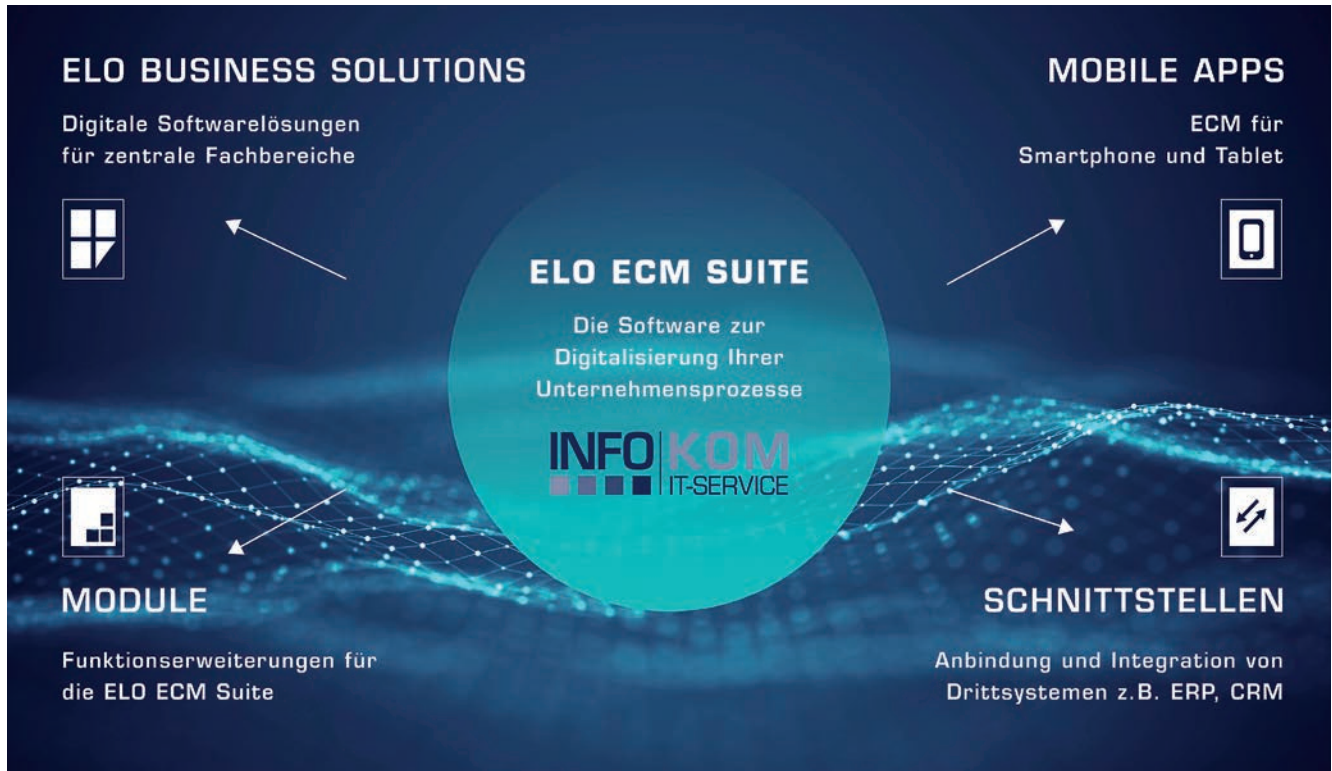 ELO BUSINESS SOLUTIONS
Digitale Softwarelösungen
für zentrale Fachbereiche
MOBILE APPS
ECM für
Smartphone und Tablet
ELO ECM SUITE
Die Software zur
Digitalisierung Ihrer
Unternehmensprozesse
INFOKOM
IT-SERVICE
MODULE
Funktionserweiterungen für
die ELO ECM Suite
SCHNITTSTELLEN
Anbindung und Integration von
Drittsystemen z.B. ERP, CRM